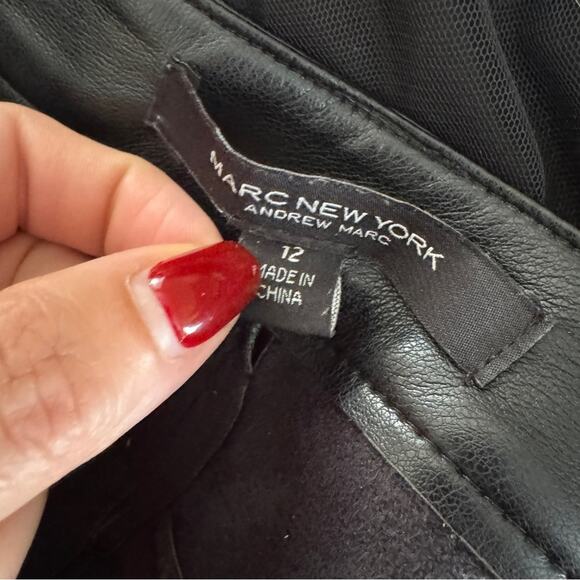 MARC NEW YORK
ANDREW MARC
12
MADE IN
CHINA